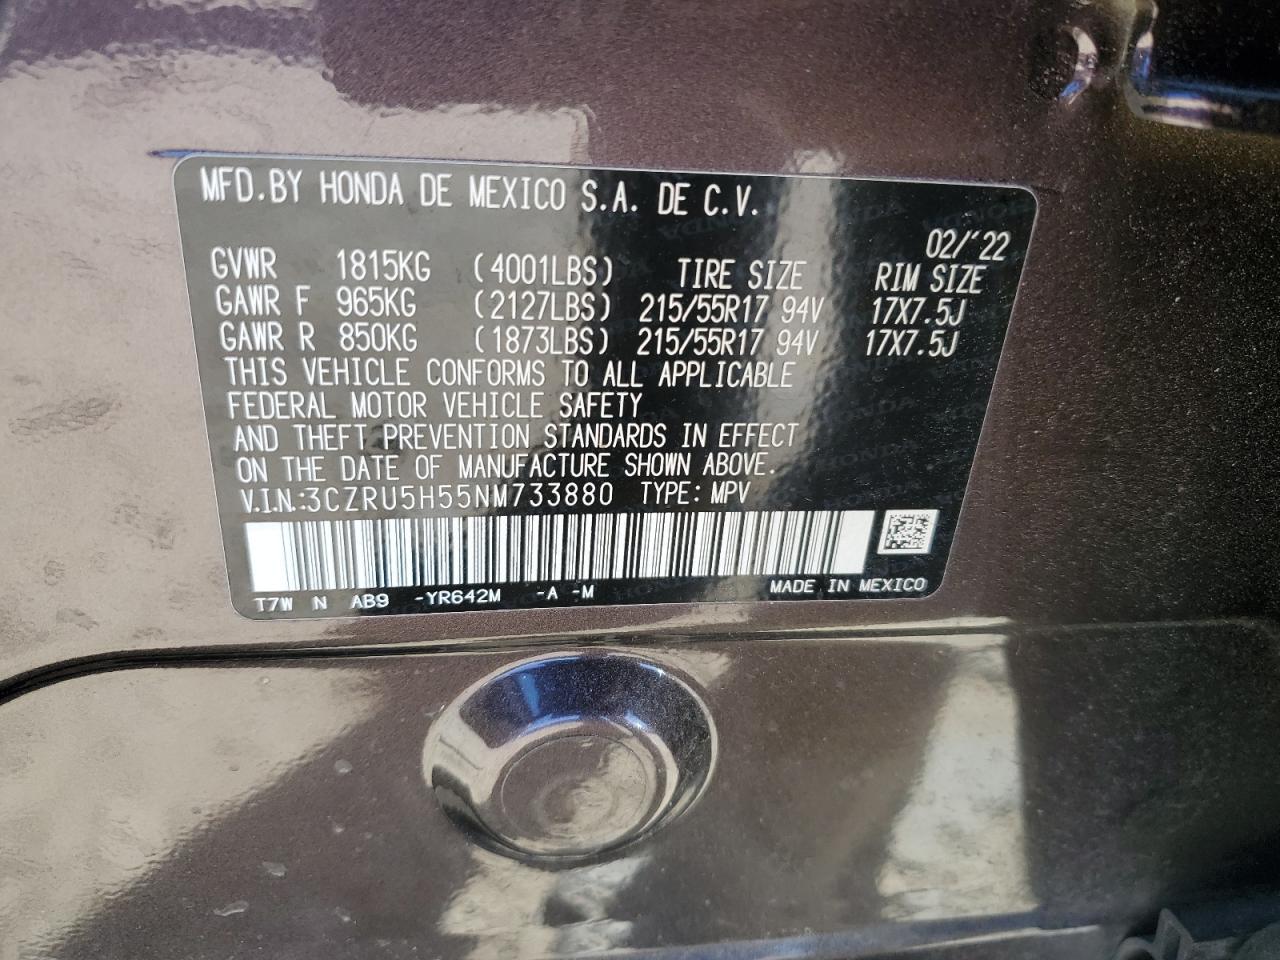 MFD.BY HONDA DE MEXICO S.A. DE C.V.
02/'22
GVWR 1815KG (4001LBS) TIRE SIZE RIM SIZE
GAWR F 965KG (2127LBS) 215/55R17 94V 17X7.5J
GAWR R 850KG (1873LBS) 215/55R17 94V 17X7.5J
THIS VEHICLE CONFORMS TO ALL APPLICABLE
FEDERAL MOTOR VEHICLE SAFETY
AND THEFT PREVENTION STANDARDS IN EFFECT
ON THE DATE OF MANUFACTURE SHOWN ABOVE.
V.I.N.:3CZRU5H55NM733880 TYPE: MPV
T7W N AB9 -YR642M -A -M MADE IN MEXICO